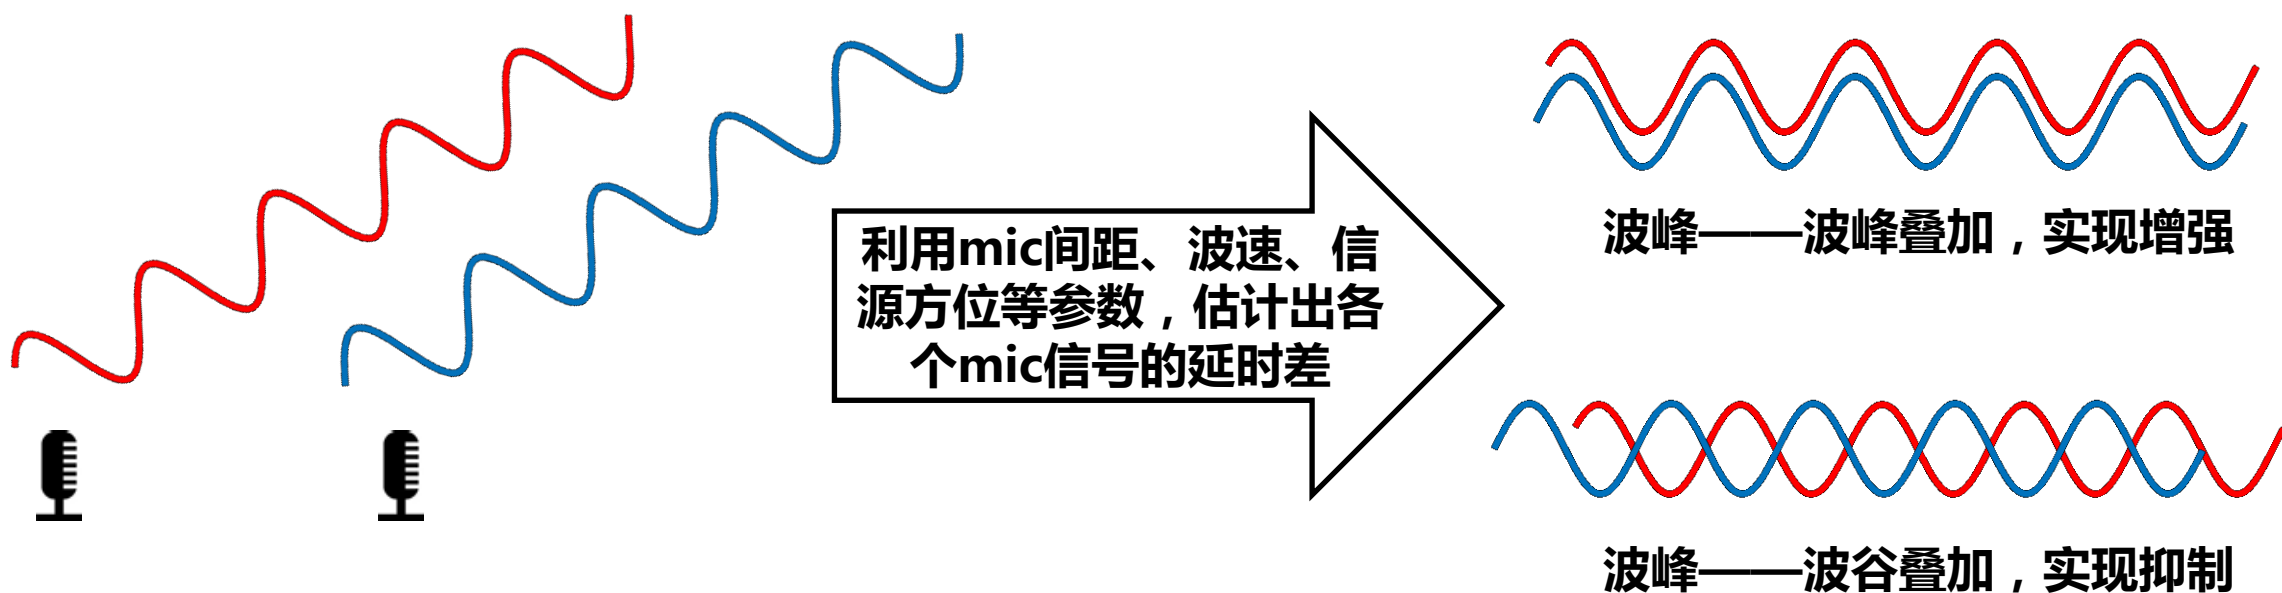 利用mic间距、波速、信
源方位等参数，估计出各
个mic信号的延时差
波峰——波峰叠加，实现增强
波峰——波谷叠加，实现抑制